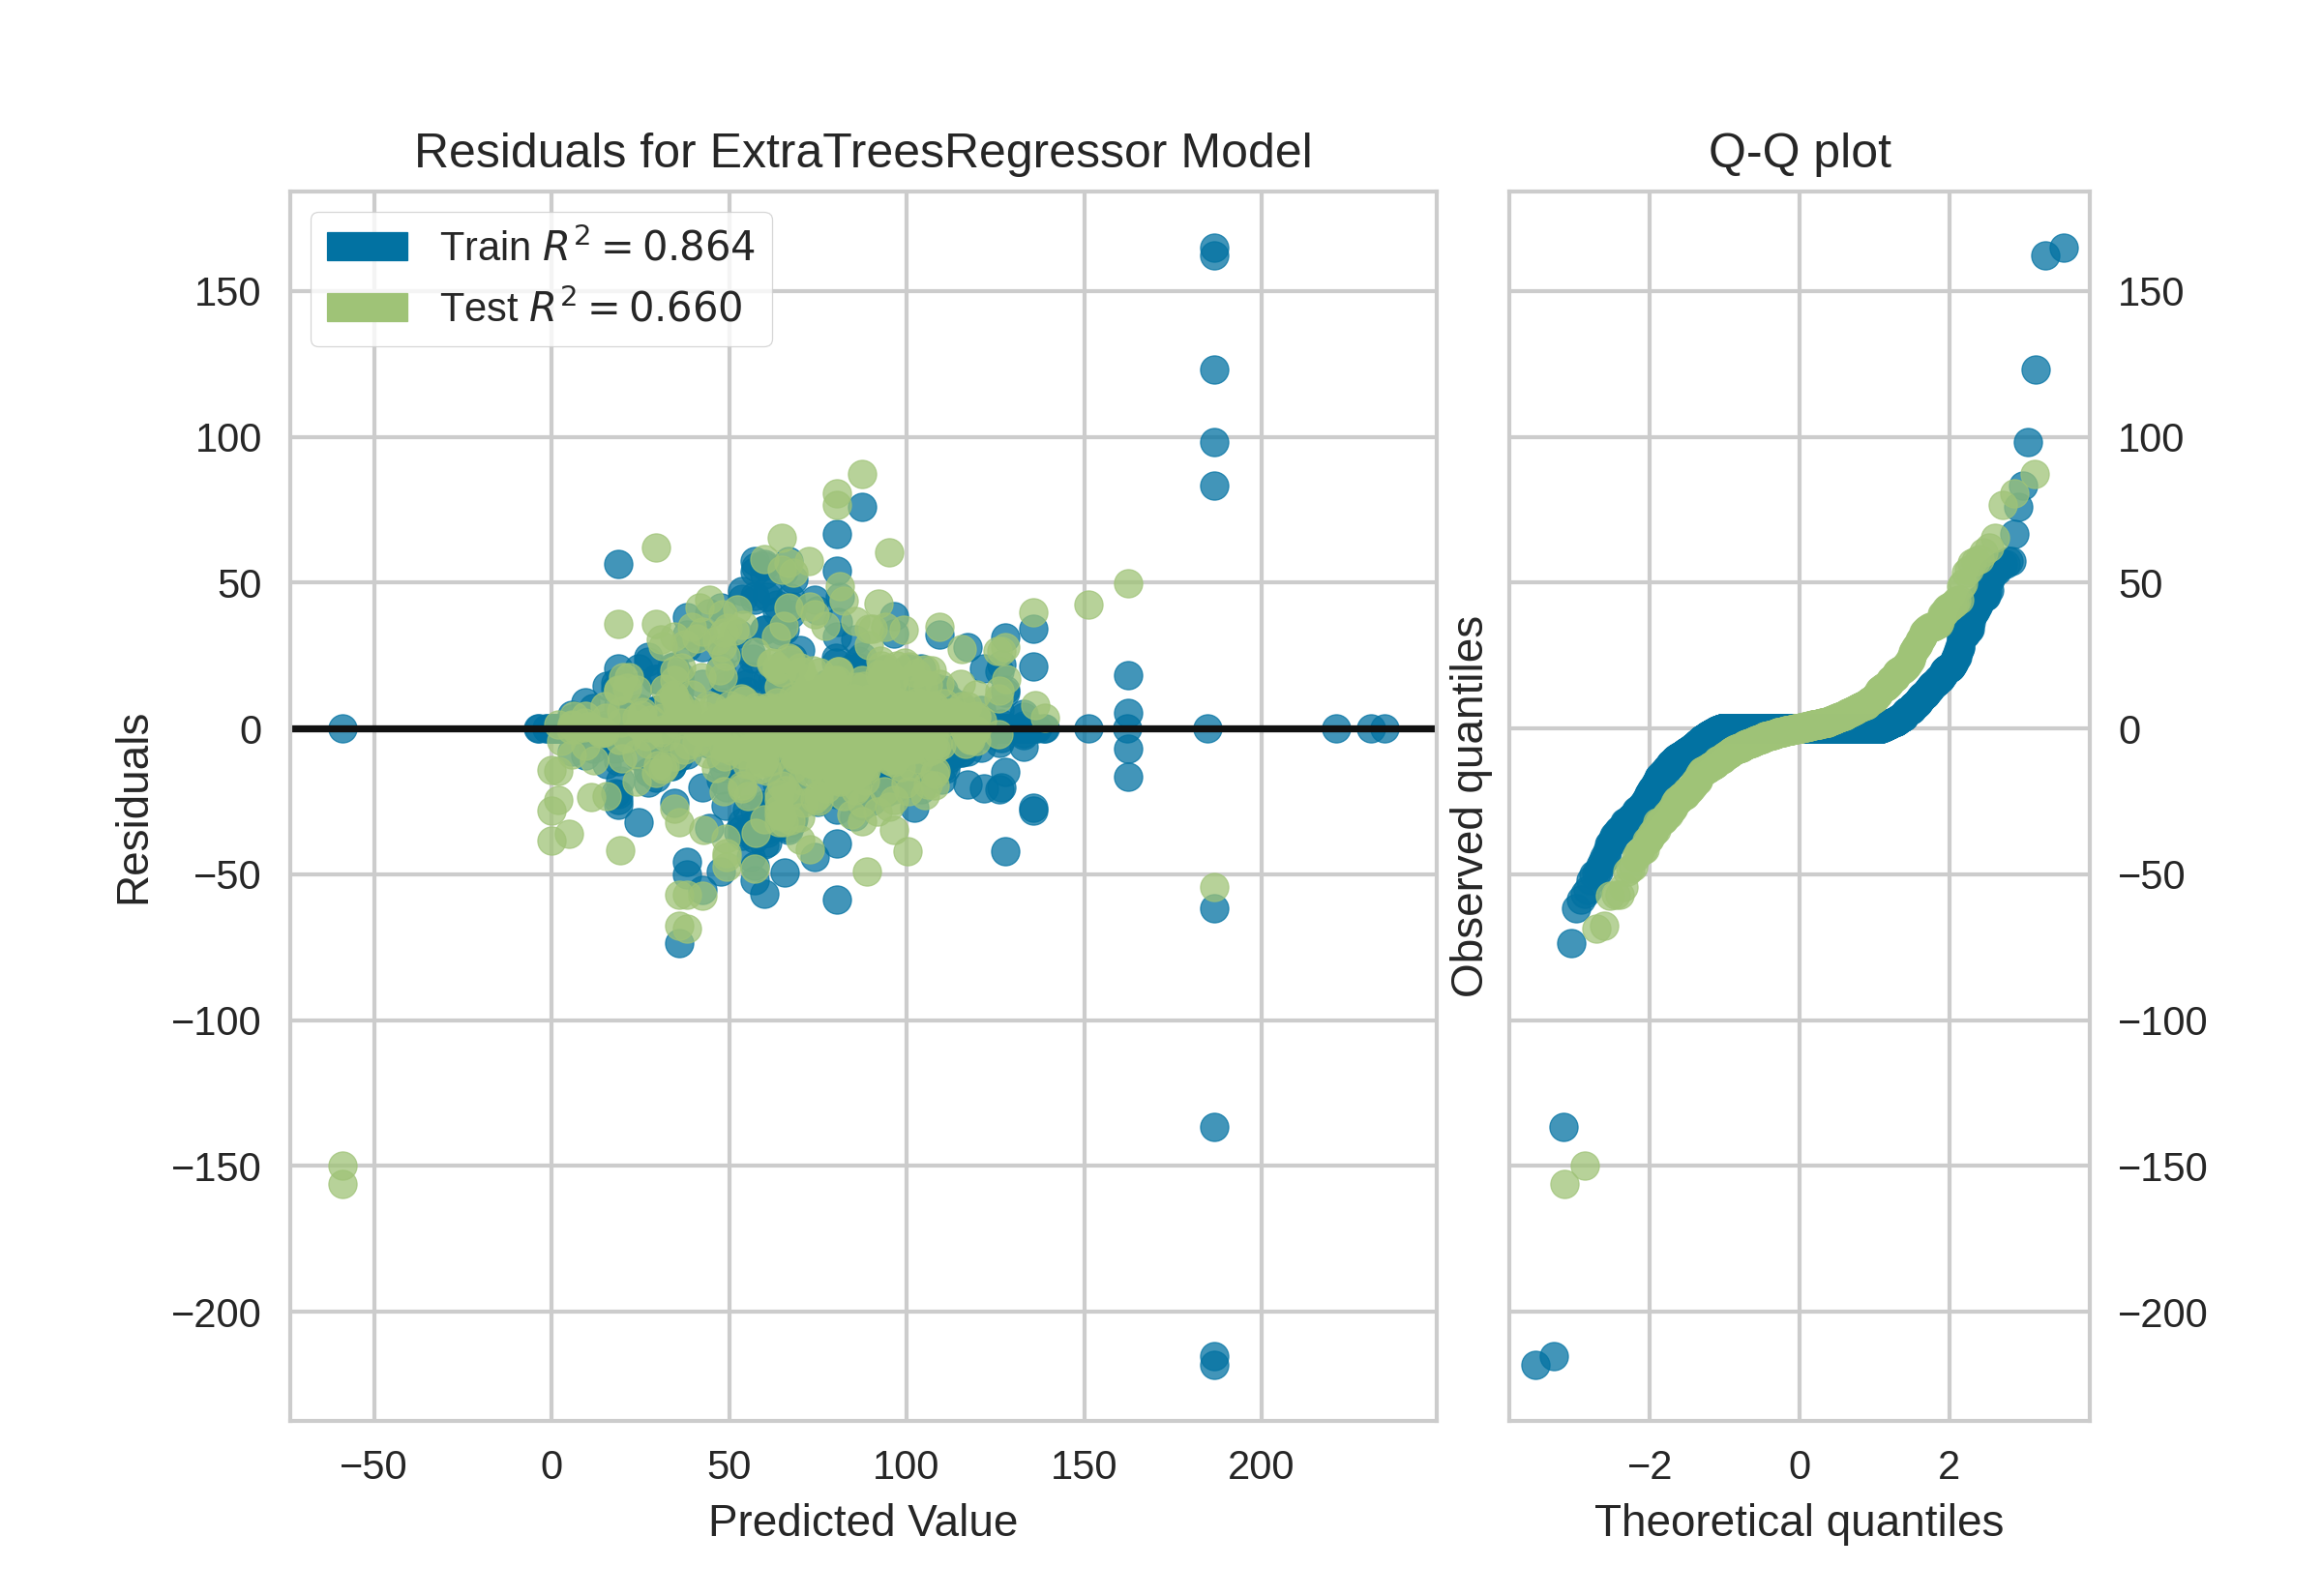 Residuals for ExtraTreesRegressor Model
Train R² = 0.864
Test R² = 0.660
150
100
50
0
−50
−100
−150
−200
Residuals
−50 0 50 100 150 200
Predicted Value
Q-Q plot
Observed quantiles
150
100
50
0
−50
−100
−150
−200
−2 0 2
Theoretical quantiles